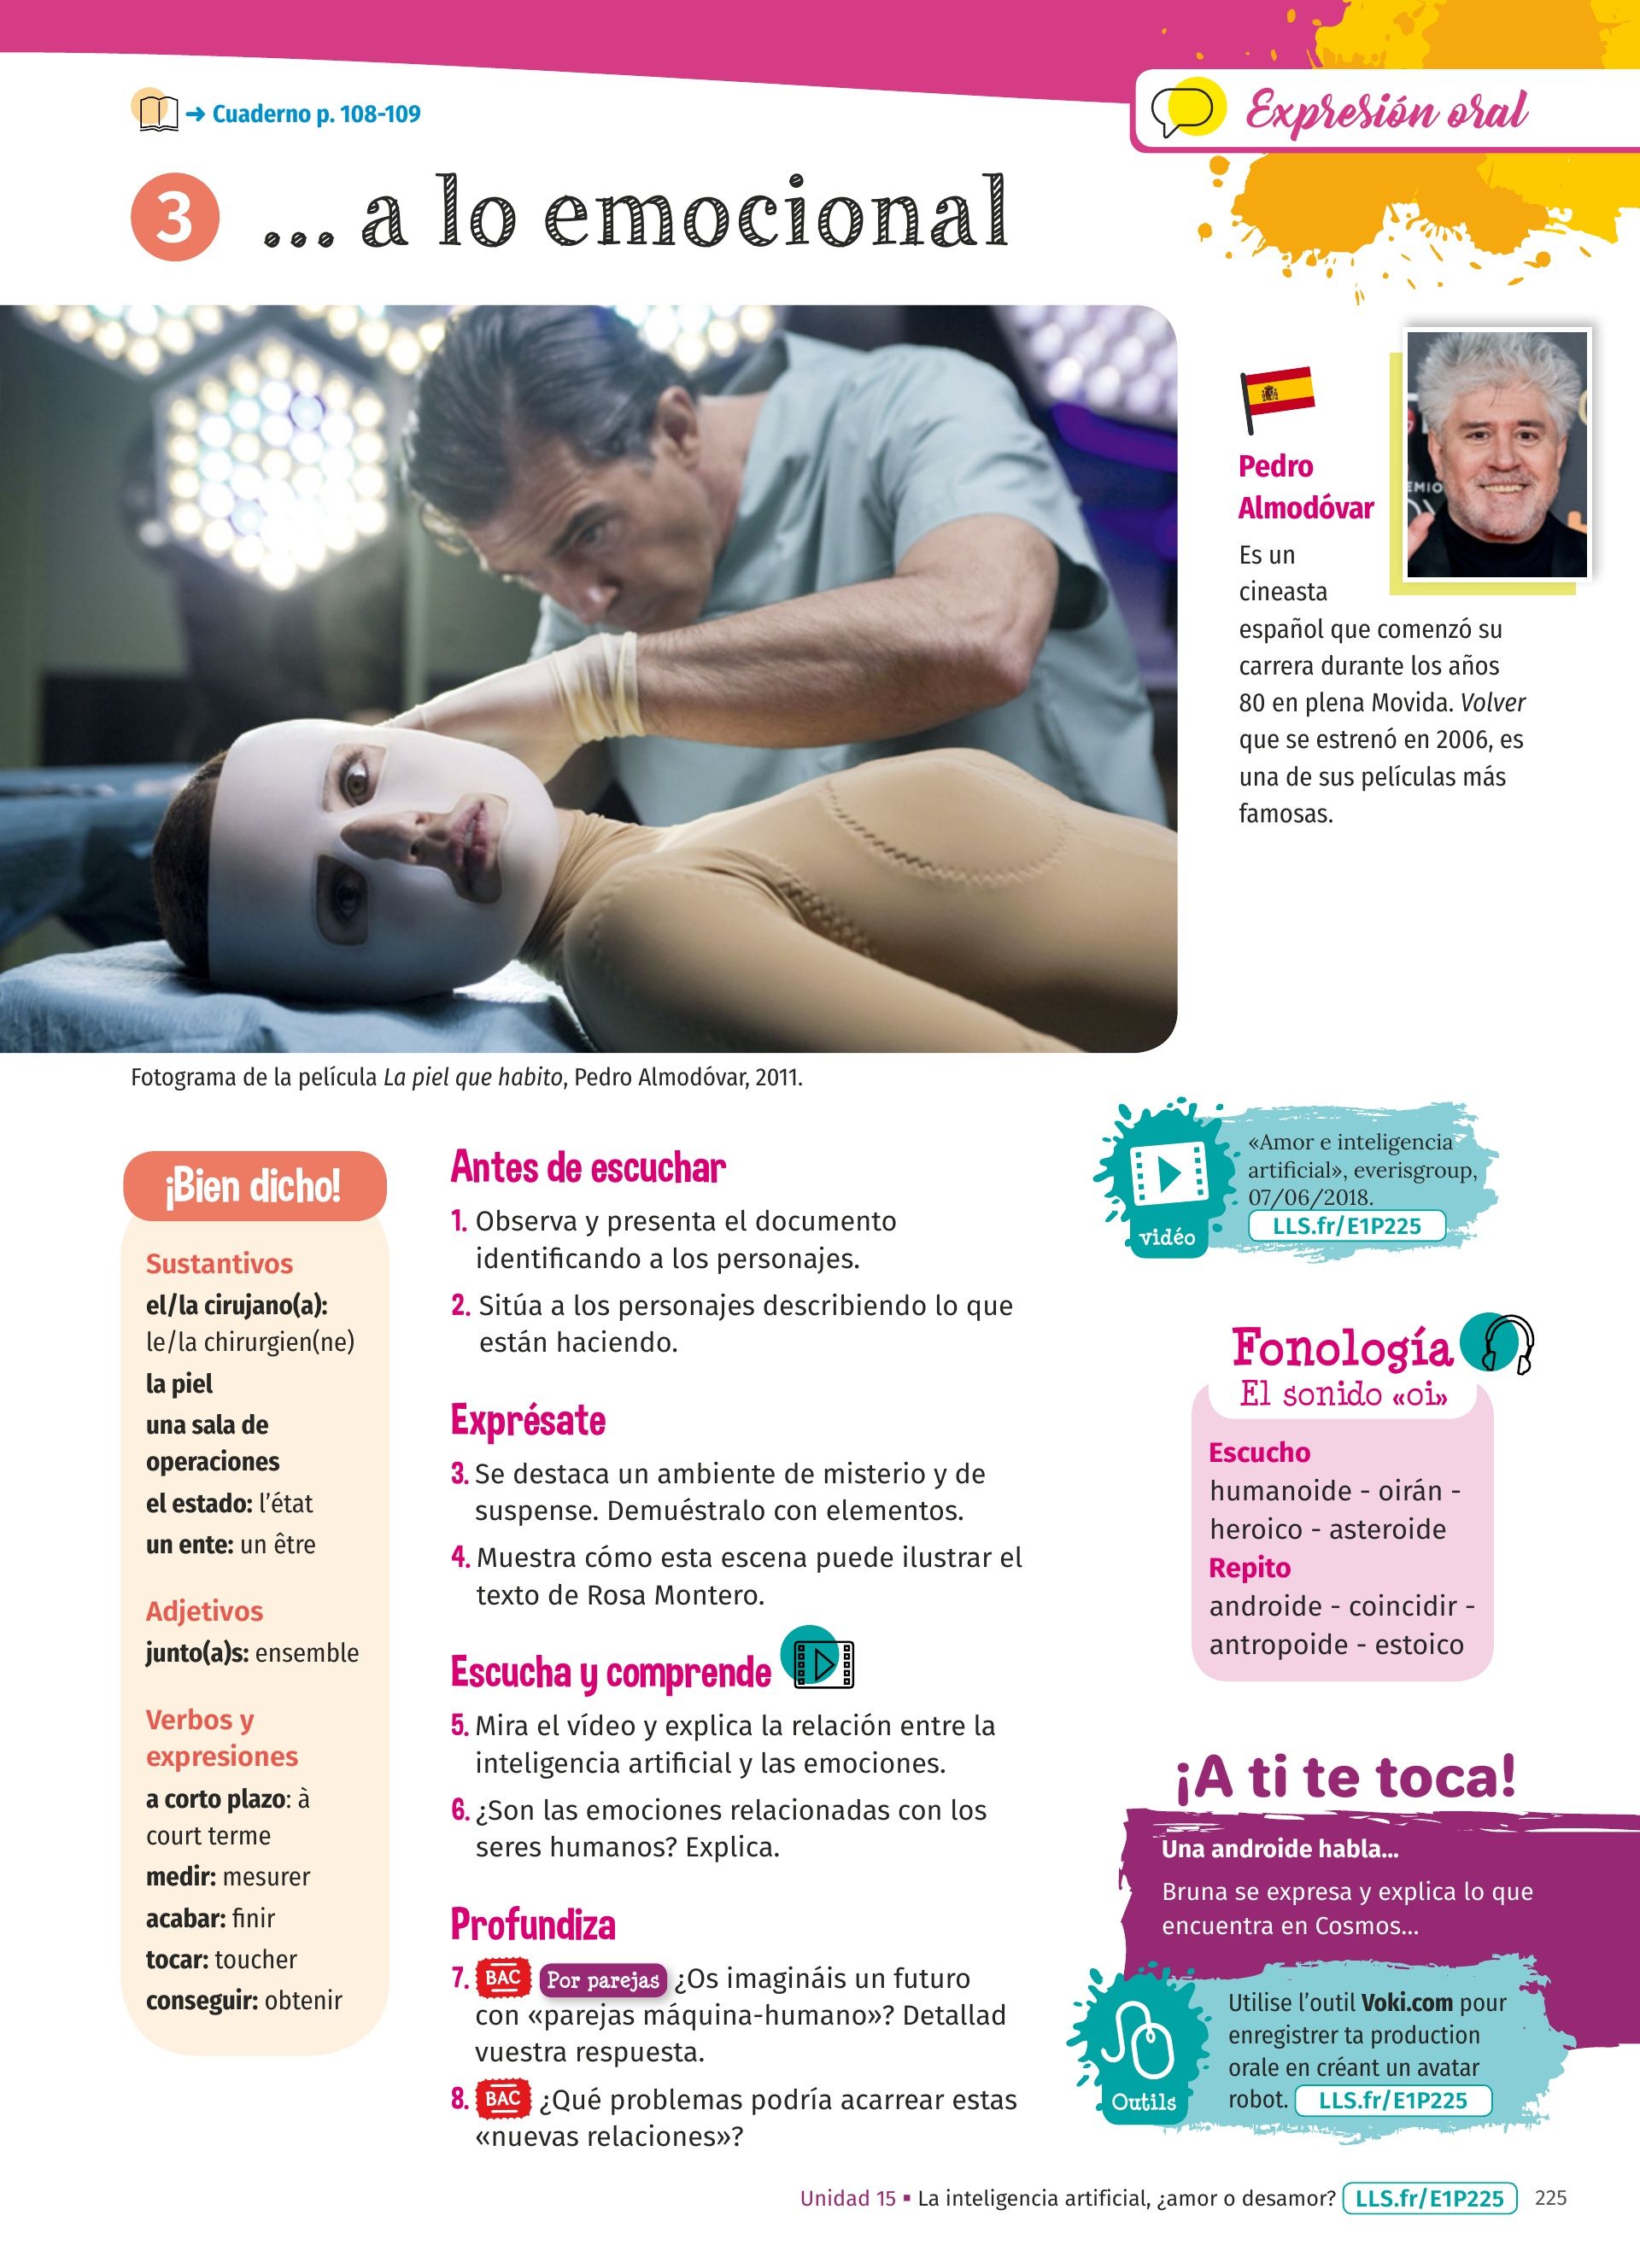 → Cuaderno p. 108-109
Expresión oral
3 ... a lo emocional
Pedro
Almodóvar
Es un
cineasta
español que comenzó su
carrera durante los años
80 en plena Movida. Volver
que se estrenó en 2006, es
una de sus películas más
famosas.
EMIO
Fotograma de la película La piel que habito, Pedro Almodóvar, 2011.
¡Bien dicho!
Sustantivos
el/la cirujano(a):
le/la chirurgien(ne)
la piel
una sala de
operaciones
el estado: l’état
un ente: un être
Adjetivos
junto(a)s: ensemble
Verbos y
expresiones
a corto plazo: à
court terme
medir: mesurer
acabar: finir
tocar: toucher
conseguir: obtenir
Antes de escuchar
1. Observa y presenta el documento
identificando a los personajes.
2. Sitúa a los personajes describiendo lo que
están haciendo.
Exprésate
3. Se destaca un ambiente de misterio y de
suspense. Demuéstralo con elementos.
4. Muestra cómo esta escena puede ilustrar el
texto de Rosa Montero.
Escucha y comprende
5. Mira el vídeo y explica la relación entre la
inteligencia artificial y las emociones.
6. ¿Son las emociones relacionadas con los
seres humanos? Explica.
Profundiza
7. BAC Por parejas ¿Os imagináis un futuro
con «parejas máquina-humano»? Detallad
vuestra respuesta.
8. BAC ¿Qué problemas podría acarrear estas
«nuevas relaciones»?
vidéo
«Amor e inteligencia
artificial», everisgroup,
07/06/2018.
LLS.fr/E1P225
Fonología
El sonido «oi»
Escucho
humanoide - oirán -
heroico - asteroide
Repito
androide - coincidir -
antropoide - estoico
¡A ti te toca!
Una androide habla...
Bruna se expresa y explica lo que
encuentra en Cosmos...
Outils
Utilise l’outil Voki.com pour
enregistrer ta production
orale en créant un avatar
robot. LLS.fr/E1P225
Unidad 15 ▪ La inteligencia artificial, ¿amor o desamor? LLS.fr/E1P225 225